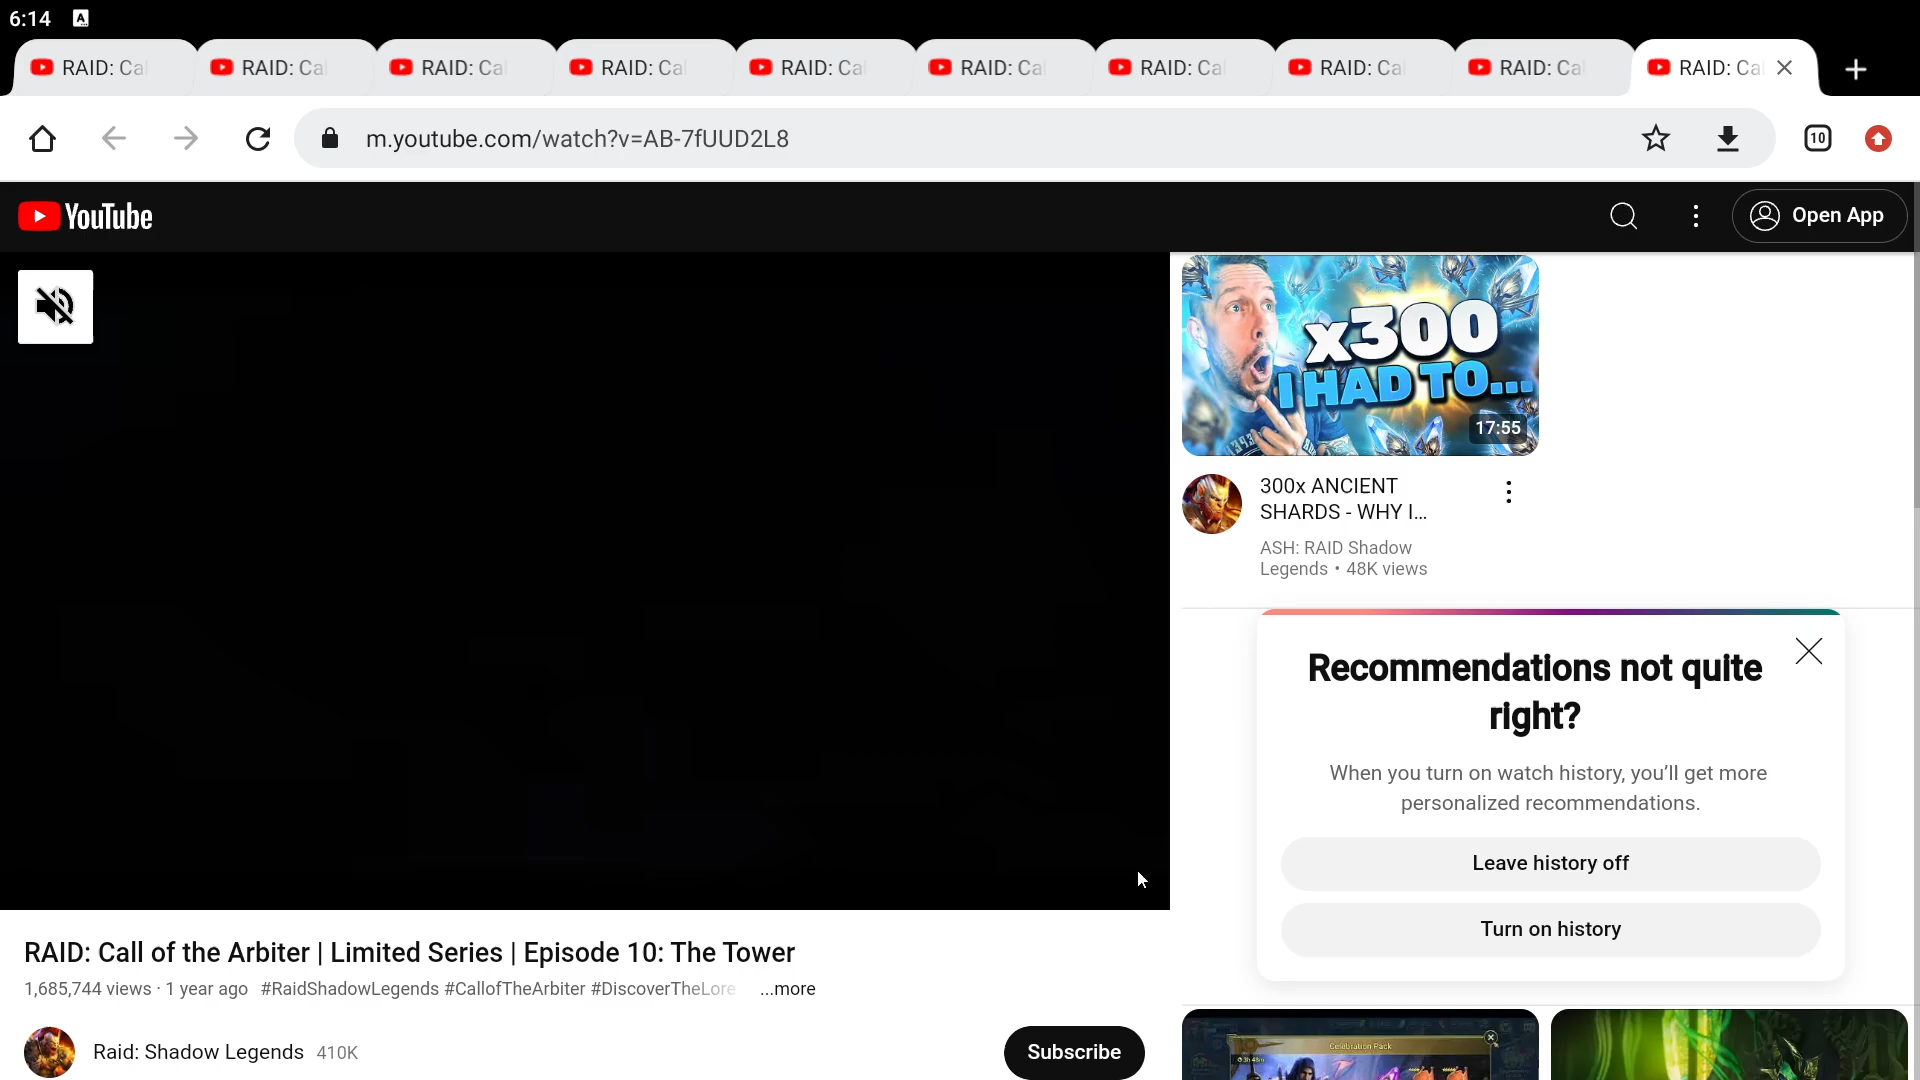 6:14 A
RAID: Ca RAID: Ca RAID: Ca RAID: Ca RAID: Ca RAID: Ca RAID: Ca RAID: Ca RAID: Ca RAID: Ca
m.youtube.com/watch?v=AB-7fUUD2L8
10
YouTube
Open App
x300
I HAD TO...
17:55
300x ANCIENT
SHARDS - WHY I...
ASH: RAID Shadow
Legends • 48K views
Recommendations not quite
right?
When you turn on watch history, you’ll get more
personalized recommendations.
Leave history off
Turn on history
RAID: Call of the Arbiter | Limited Series | Episode 10: The Tower
1,685,744 views · 1 year ago #RaidShadowLegends #CallofTheArbiter #DiscoverTheLore ...more
Raid: Shadow Legends 410K
Subscribe
Celebration Pack
3h 48m